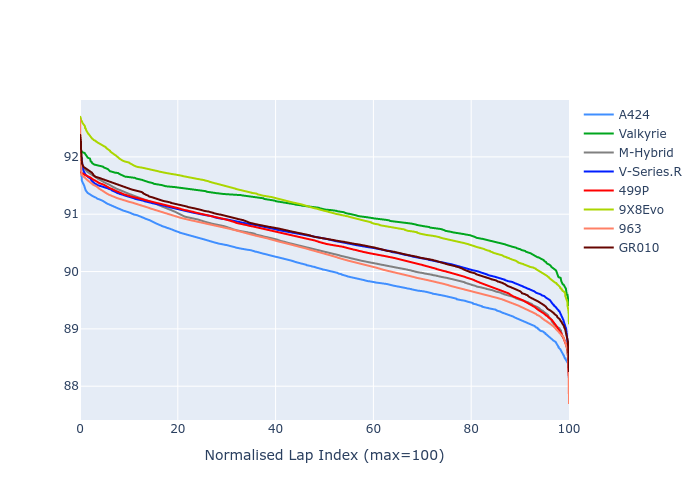 A424
Valkyrie
M-Hybrid
V-Series.R
499P
9X8Evo
963
GR010
92
91
90
89
88
0 20 40 60 80 100
Normalised Lap Index (max=100)